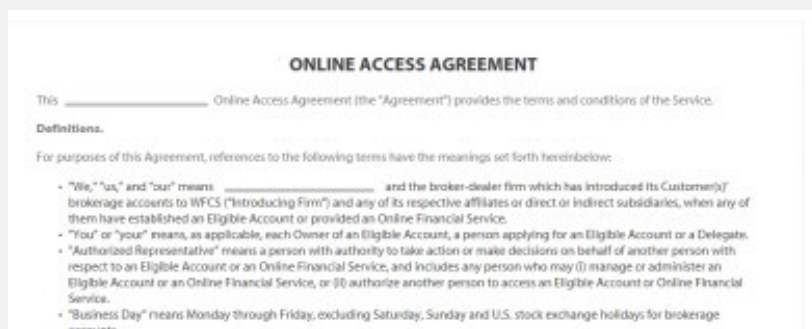 ONLINE ACCESS AGREEMENT
This ____________________ Online Access Agreement (the "Agreement") provides the terms and conditions of the Service.
Definitions.
For purposes of this Agreement, references to the following terms have the meanings set forth hereinbelow:
• "We," "us," and "our" means ____________________ and the broker-dealer firm which has introduced its Customer(s)'
brokerage accounts to WFCS ("Introducing Firm") and any of its respective affiliates or direct or indirect subsidiaries, when any of
them have established an Eligible Account or provided an Online Financial Service.
• "You" or "your" means, as applicable, each Owner of an Eligible Account, a person applying for an Eligible Account or a Delegate.
• "Authorized Representative" means a person with authority to take action or make decisions on behalf of another person with
respect to an Eligible Account or an Online Financial Service, and includes any person who may (i) manage or administer an
Eligible Account or an Online Financial Service, or (ii) authorize another person to access an Eligible Account or Online Financial
Service.
• "Business Day" means Monday through Friday, excluding Saturday, Sunday and U.S. stock exchange holidays for brokerage